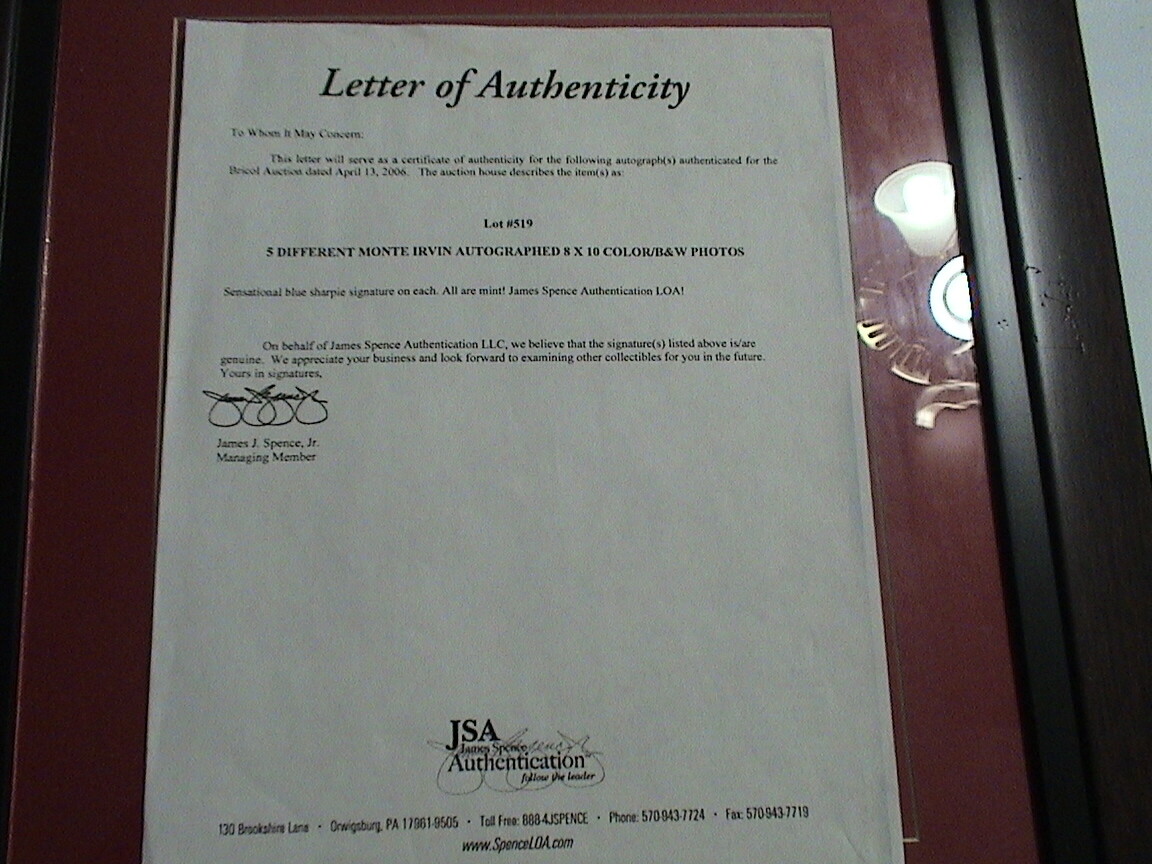 Letter of Authenticity
To Whom It May Concern:
This letter will serve as a certificate of authenticity for the following autograph(s) authenticated for the
Bricol Auction dated April 13, 2006. The auction house describes the item(s) as:
Lot #519
5 DIFFERENT MONTE IRVIN AUTOGRAPHED 8 X 10 COLOR/B&W PHOTOS
Sensational blue sharpie signature on each. All are mint! James Spence Authentication LOA!
On behalf of James Spence Authentication LLC, we believe that the signature(s) listed above is/are
genuine. We appreciate your business and look forward to examining other collectibles for you in the future.
Yours in signatures,
James J. Spence, Jr.
Managing Member
JSA
James Spence
Authentication
follow the leader
130 Brookshire Lane · Orwigsburg, PA 17961-9505 · Toll Free: 888-4JSPENCE · Phone: 570-943-7724 · Fax: 570-943-7719
www.SpenceLOA.com